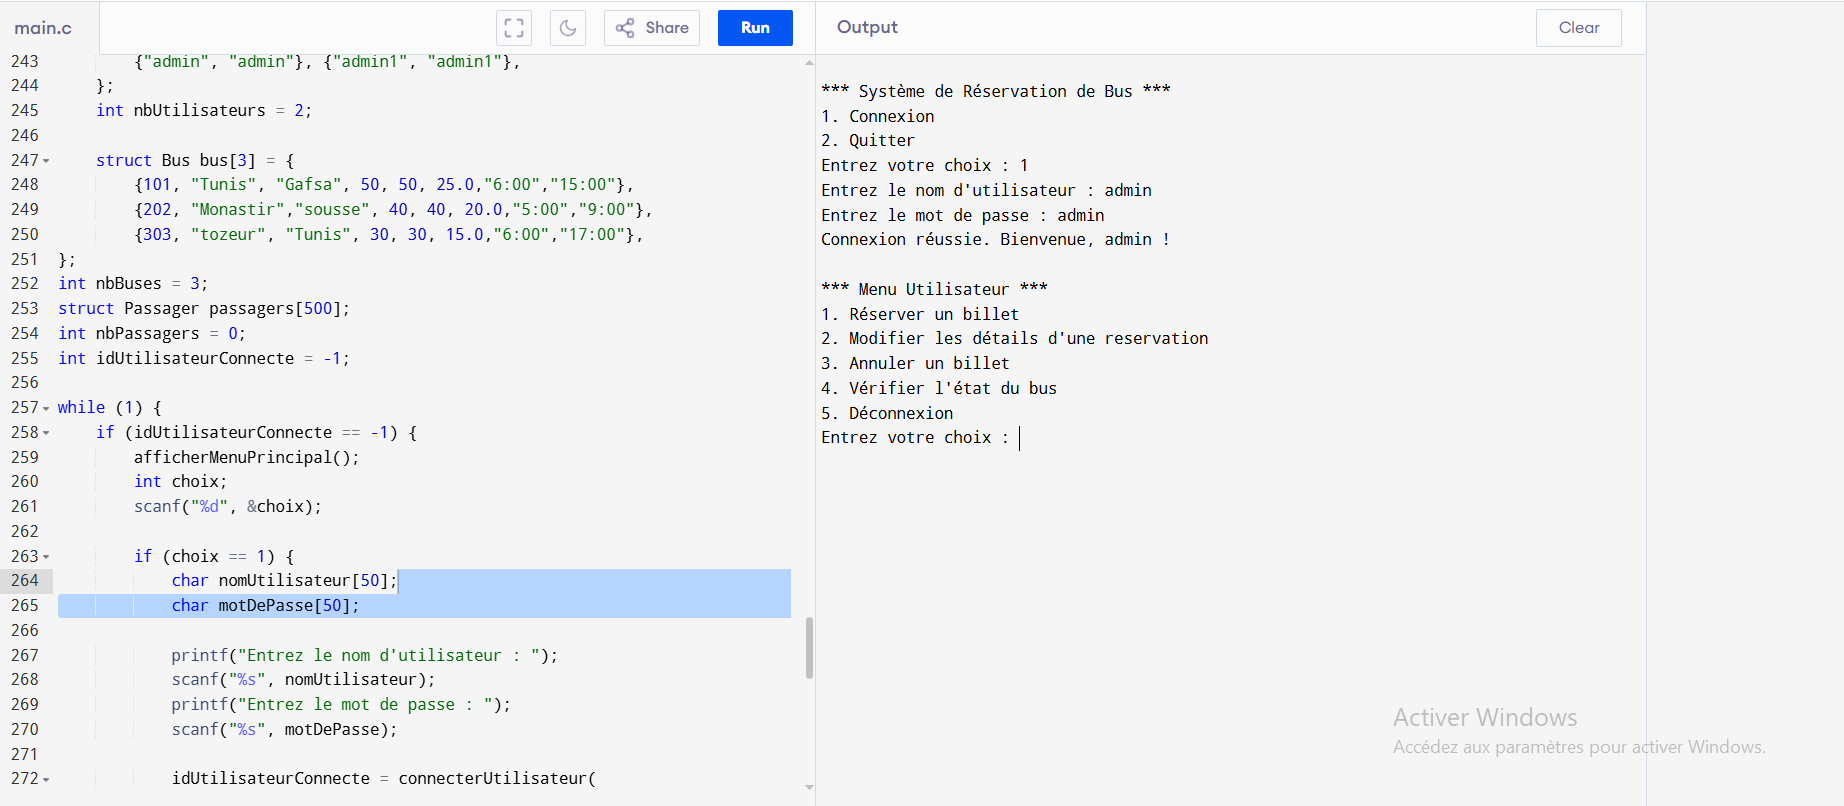 main.c
Share
Run
Output
Clear
243 {"admin", "admin"}, {"admin1", "admin1"},
244 };
245 int nbUtilisateurs = 2;
246
247 struct Bus bus[3] = {
248 {101, "Tunis", "Gafsa", 50, 50, 25.0,"6:00","15:00"},
249 {202, "Monastir","sousse", 40, 40, 20.0,"5:00","9:00"},
250 {303, "tozeur", "Tunis", 30, 30, 15.0,"6:00","17:00"},
251 };
252 int nbBuses = 3;
253 struct Passager passagers[500];
254 int nbPassagers = 0;
255 int idUtilisateurConnecte = -1;
256
257 while (1) {
258 if (idUtilisateurConnecte == -1) {
259 afficherMenuPrincipal();
260 int choix;
261 scanf("%d", &choix);
262
263 if (choix == 1) {
264 char nomUtilisateur[50];
265 char motDePasse[50];
266
267 printf("Entrez le nom d'utilisateur : ");
268 scanf("%s", nomUtilisateur);
269 printf("Entrez le mot de passe : ");
270 scanf("%s", motDePasse);
271
272 idUtilisateurConnecte = connecterUtilisateur(
*** Système de Réservation de Bus ***
1. Connexion
2. Quitter
Entrez votre choix : 1
Entrez le nom d'utilisateur : admin
Entrez le mot de passe : admin
Connexion réussie. Bienvenue, admin !
*** Menu Utilisateur ***
1. Réserver un billet
2. Modifier les détails d'une reservation
3. Annuler un billet
4. Vérifier l'état du bus
5. Déconnexion
Entrez votre choix :
Activer Windows
Accédez aux paramètres pour activer Windows.